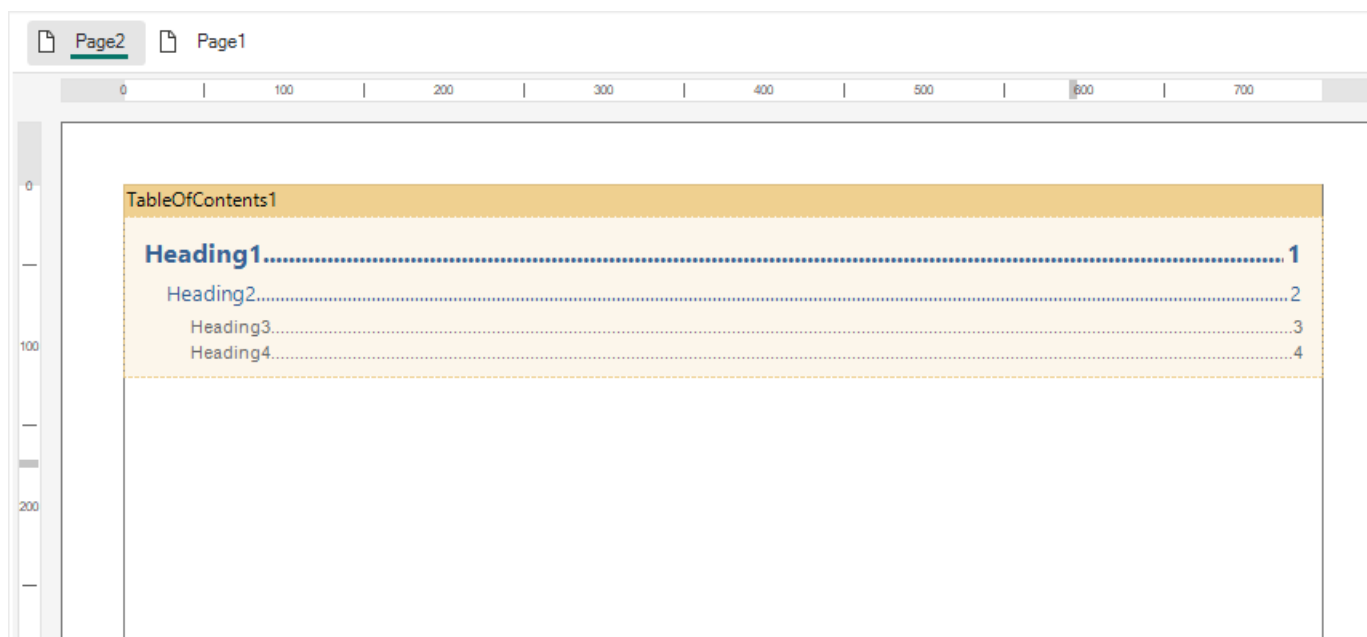 Page2 Page1
0 100 200 300 400 500 600 700
0
TableOfContents1
Heading1 1
Heading2 2
Heading3 3
100
Heading4 4
200